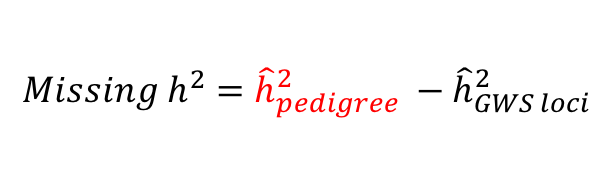 Missing h² = ĥ²pedigree − ĥ²GWS loci